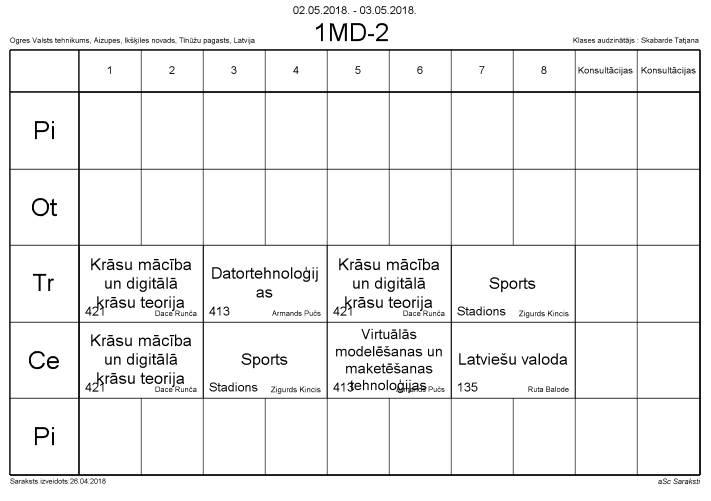 02.05.2018. - 03.05.2018.
1MD-2
Ogres Valsts tehnikums, Aizupes, Ikšķiles novads, Tīnūžu pagasts, Latvija
Klases audzinātājs : Skabarde Tatjana
1 2 3 4 5 6 7 8 Konsultācijas Konsultācijas
Pi
Ot
Tr
Krāsu mācība
un digitālā
krāsu teorija
421 Dace Runča
Datortehnoloģij
as
413 Armands Pučs
Krāsu mācība
un digitālā
krāsu teorija
421 Dace Runča
Sports
Stadions Zigurds Kincis
Ce
Krāsu mācība
un digitālā
krāsu teorija
421 Dace Runča
Sports
Stadions Zigurds Kincis
Virtuālās
modelēšanas un
maketēšanas
tehnoloģijas
413 Armands Pučs
Latviešu valoda
135 Ruta Balode
Pi
Saraksts izveidots:26.04.2018
aSc Saraksti